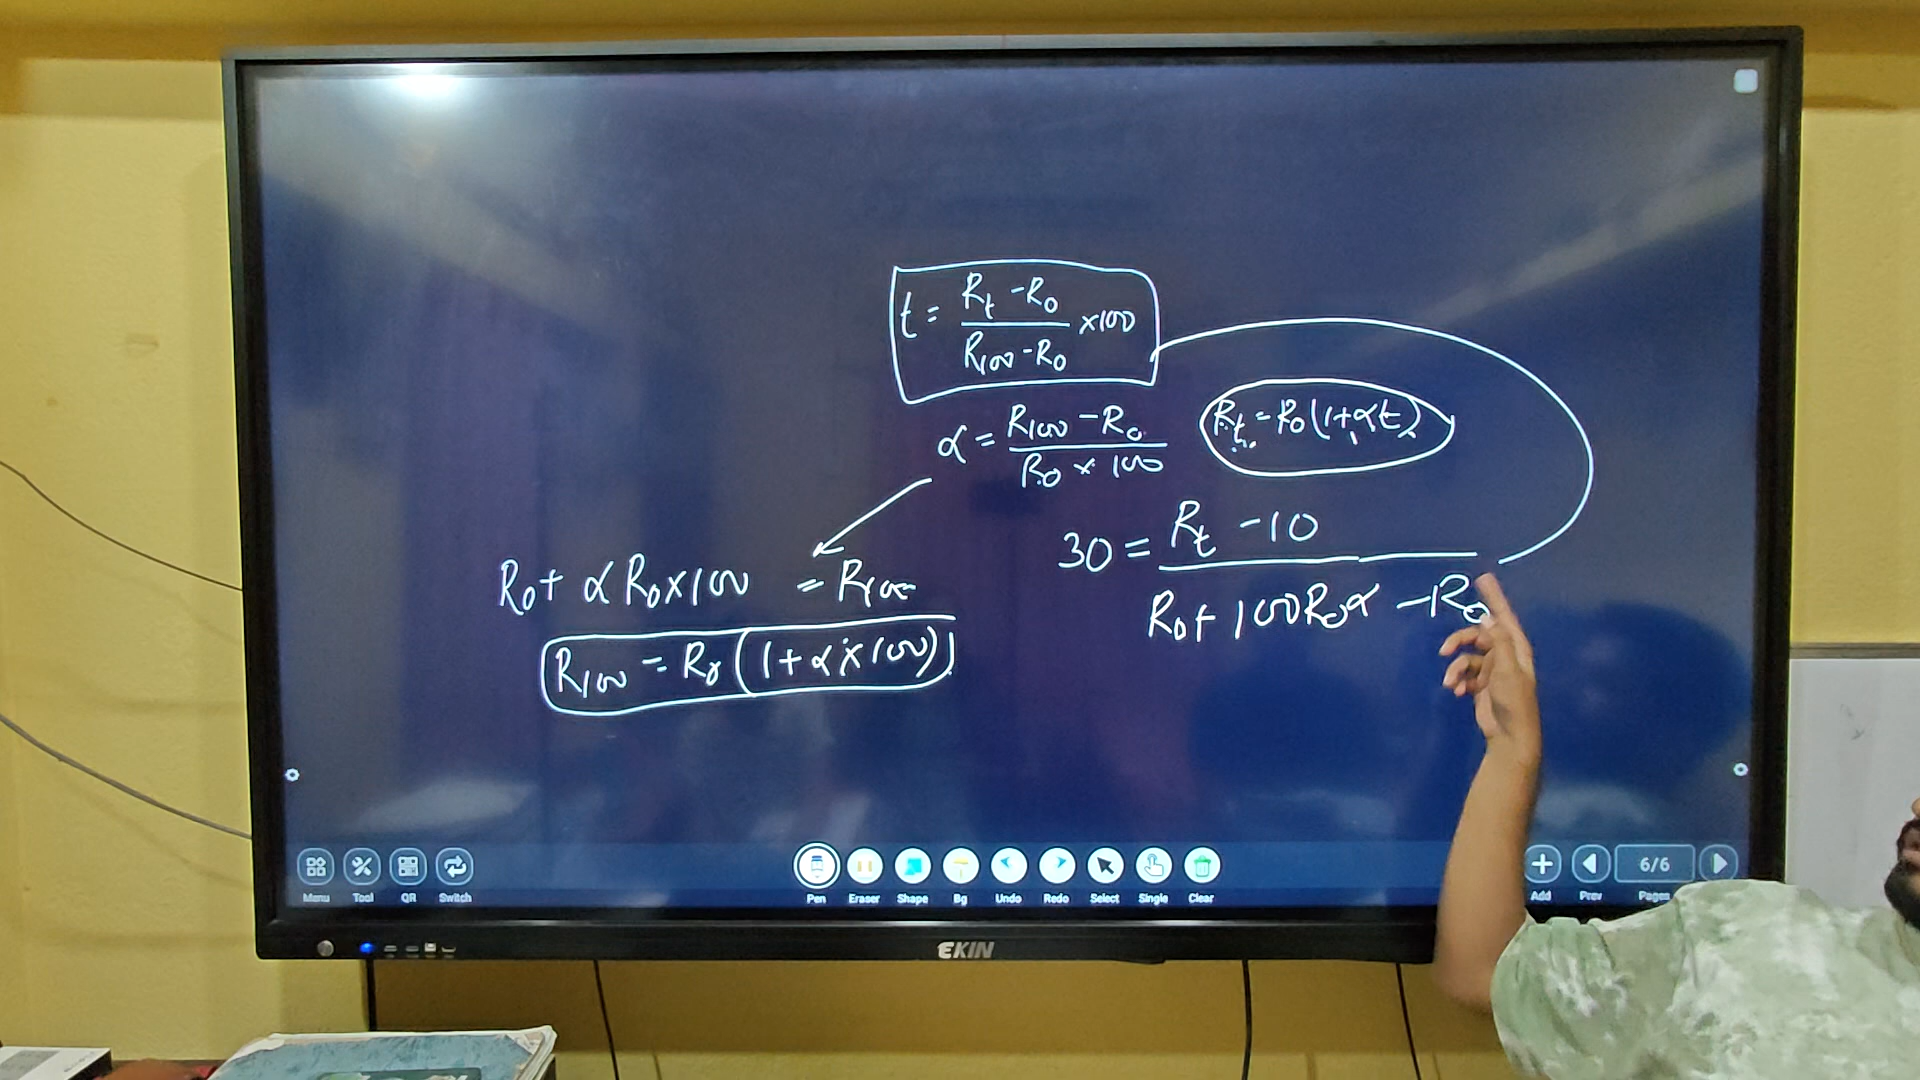 t = (Rt - R0)/(R100 - R0) ×100
α = (R100 - R0)/(R0 × 100)
Rt = R0(1+αt)
30 = (Rt - 10)/(R0 + 100R0α - R0)
R0 + αR0×100 = R100
R100 = R0(1+α×100)
Menu Tool QR Switch Pen Eraser Shape Bg Undo Redo Select Single Clear Add Prev 6/6 Pages
EKIN